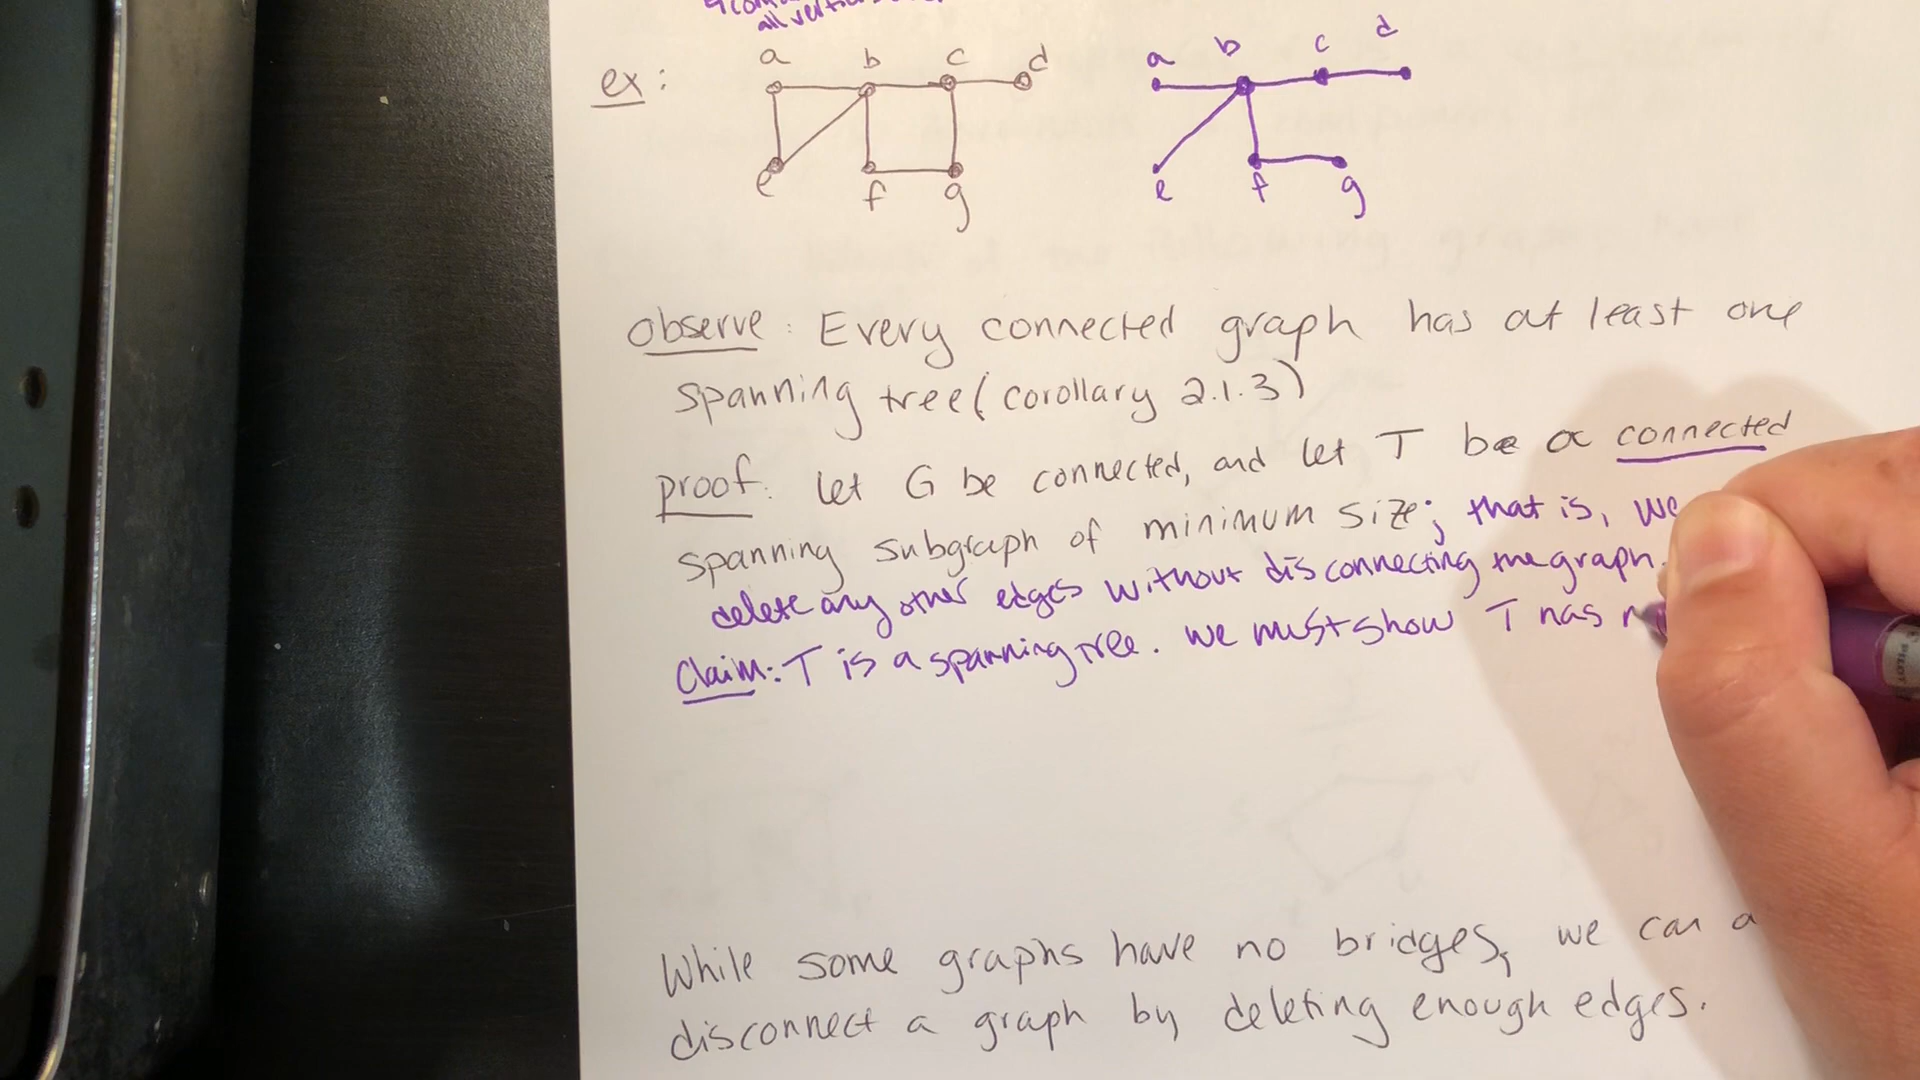 all
ex:
a b c d
e f g
a b c d
e f g
observe: Every connected graph has at least one
spanning tree (corollary 2.1.3)
proof: Let G be connected, and let T be a connected
spanning subgraph of minimum size; that is, we
delete any other edges without disconnecting the graph.
Claim: T is a spanning tree. We must show T has
While some graphs have no bridges, we can
disconnect a graph by deleting enough edges.
PILOT